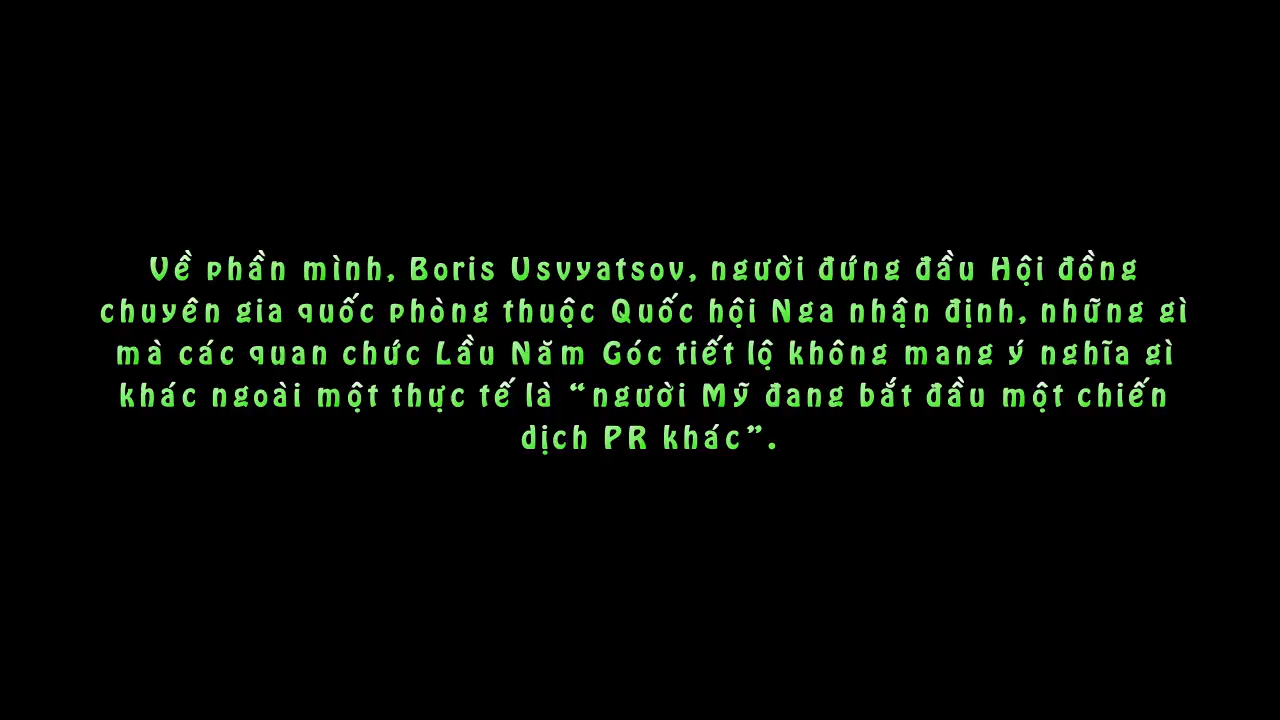 Về phần mình, Boris Usvyatsov, người đứng đầu Hội đồng
chuyên gia quốc phòng thuộc Quốc hội Nga nhận định, những gì
mà các quan chức Lầu Năm Góc tiết lộ không mang ý nghĩa gì
khác ngoài một thực tế là “người Mỹ đang bắt đầu một chiến
dịch PR khác”.